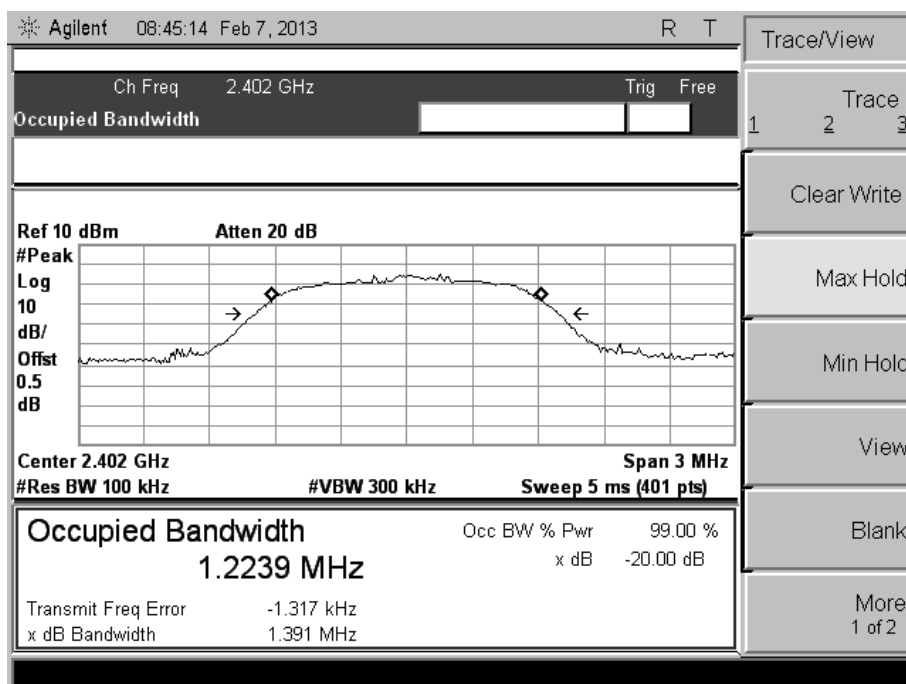 Agilent 08:45:14 Feb 7, 2013 R T
Trace/View
Ch Freq 2.402 GHz Trig Free
Occupied Bandwidth
Trace
1 2 3
Clear Write
Ref 10 dBm Atten 20 dB
#Peak
Log
10
dB/
Offst
0.5
dB
Max Hold
Min Hold
Center 2.402 GHz Span 3 MHz
#Res BW 100 kHz #VBW 300 kHz Sweep 5 ms (401 pts)
View
Occupied Bandwidth Occ BW % Pwr 99.00 %
1.2239 MHz x dB -20.00 dB
Blank
Transmit Freq Error -1.317 kHz
x dB Bandwidth 1.391 MHz
More
1 of 2